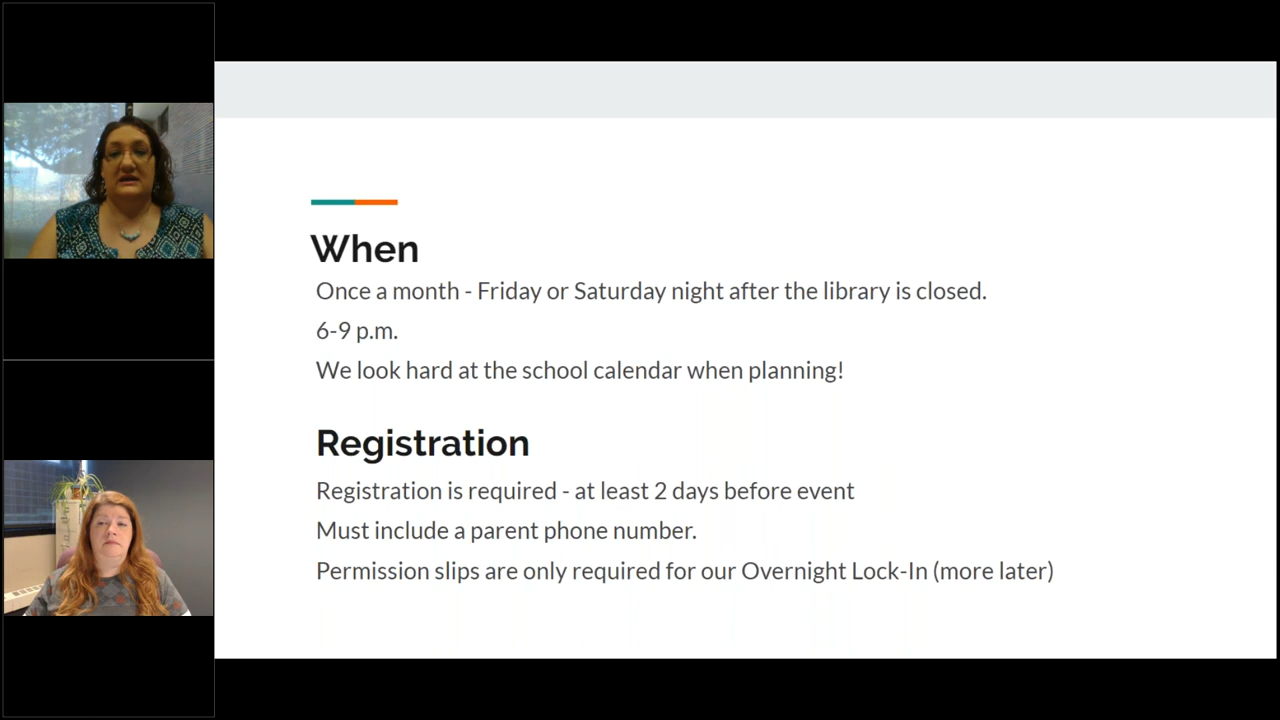 When
Once a month - Friday or Saturday night after the library is closed.
6-9 p.m.
We look hard at the school calendar when planning!
Registration
Registration is required - at least 2 days before event
Must include a parent phone number.
Permission slips are only required for our Overnight Lock-In (more later)